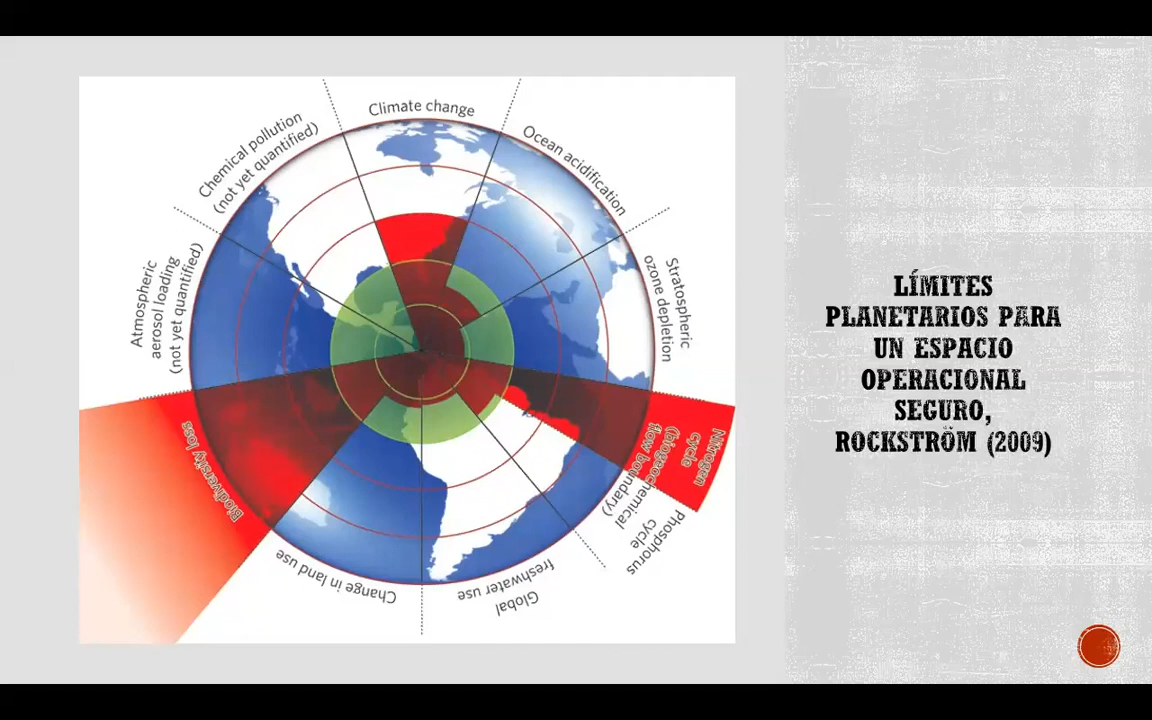 Climate change
Ocean acidification
Stratospheric
ozone depletion
Nitrogen
cycle
(biogeochemical
flow boundary)
Phosphorus
cycle
Global
freshwater use
Change in land use
Biodiversity loss
Atmospheric
aerosol loading
(not yet quantified)
Chemical pollution
(not yet quantified)
LÍMITES
PLANETARIOS PARA
UN ESPACIO
OPERACIONAL
SEGURO,
ROCKSTRÖM (2009)